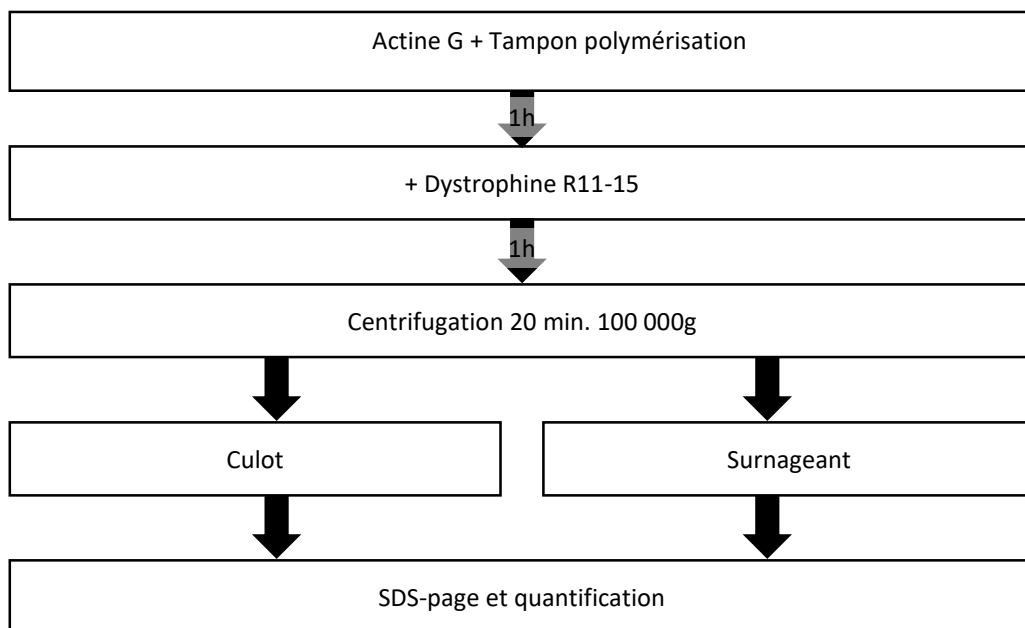 Actine G + Tampon polymérisation
1h
+ Dystrophine R11-15
1h
Centrifugation 20 min. 100 000g
Culot
Surnageant
SDS-page et quantification